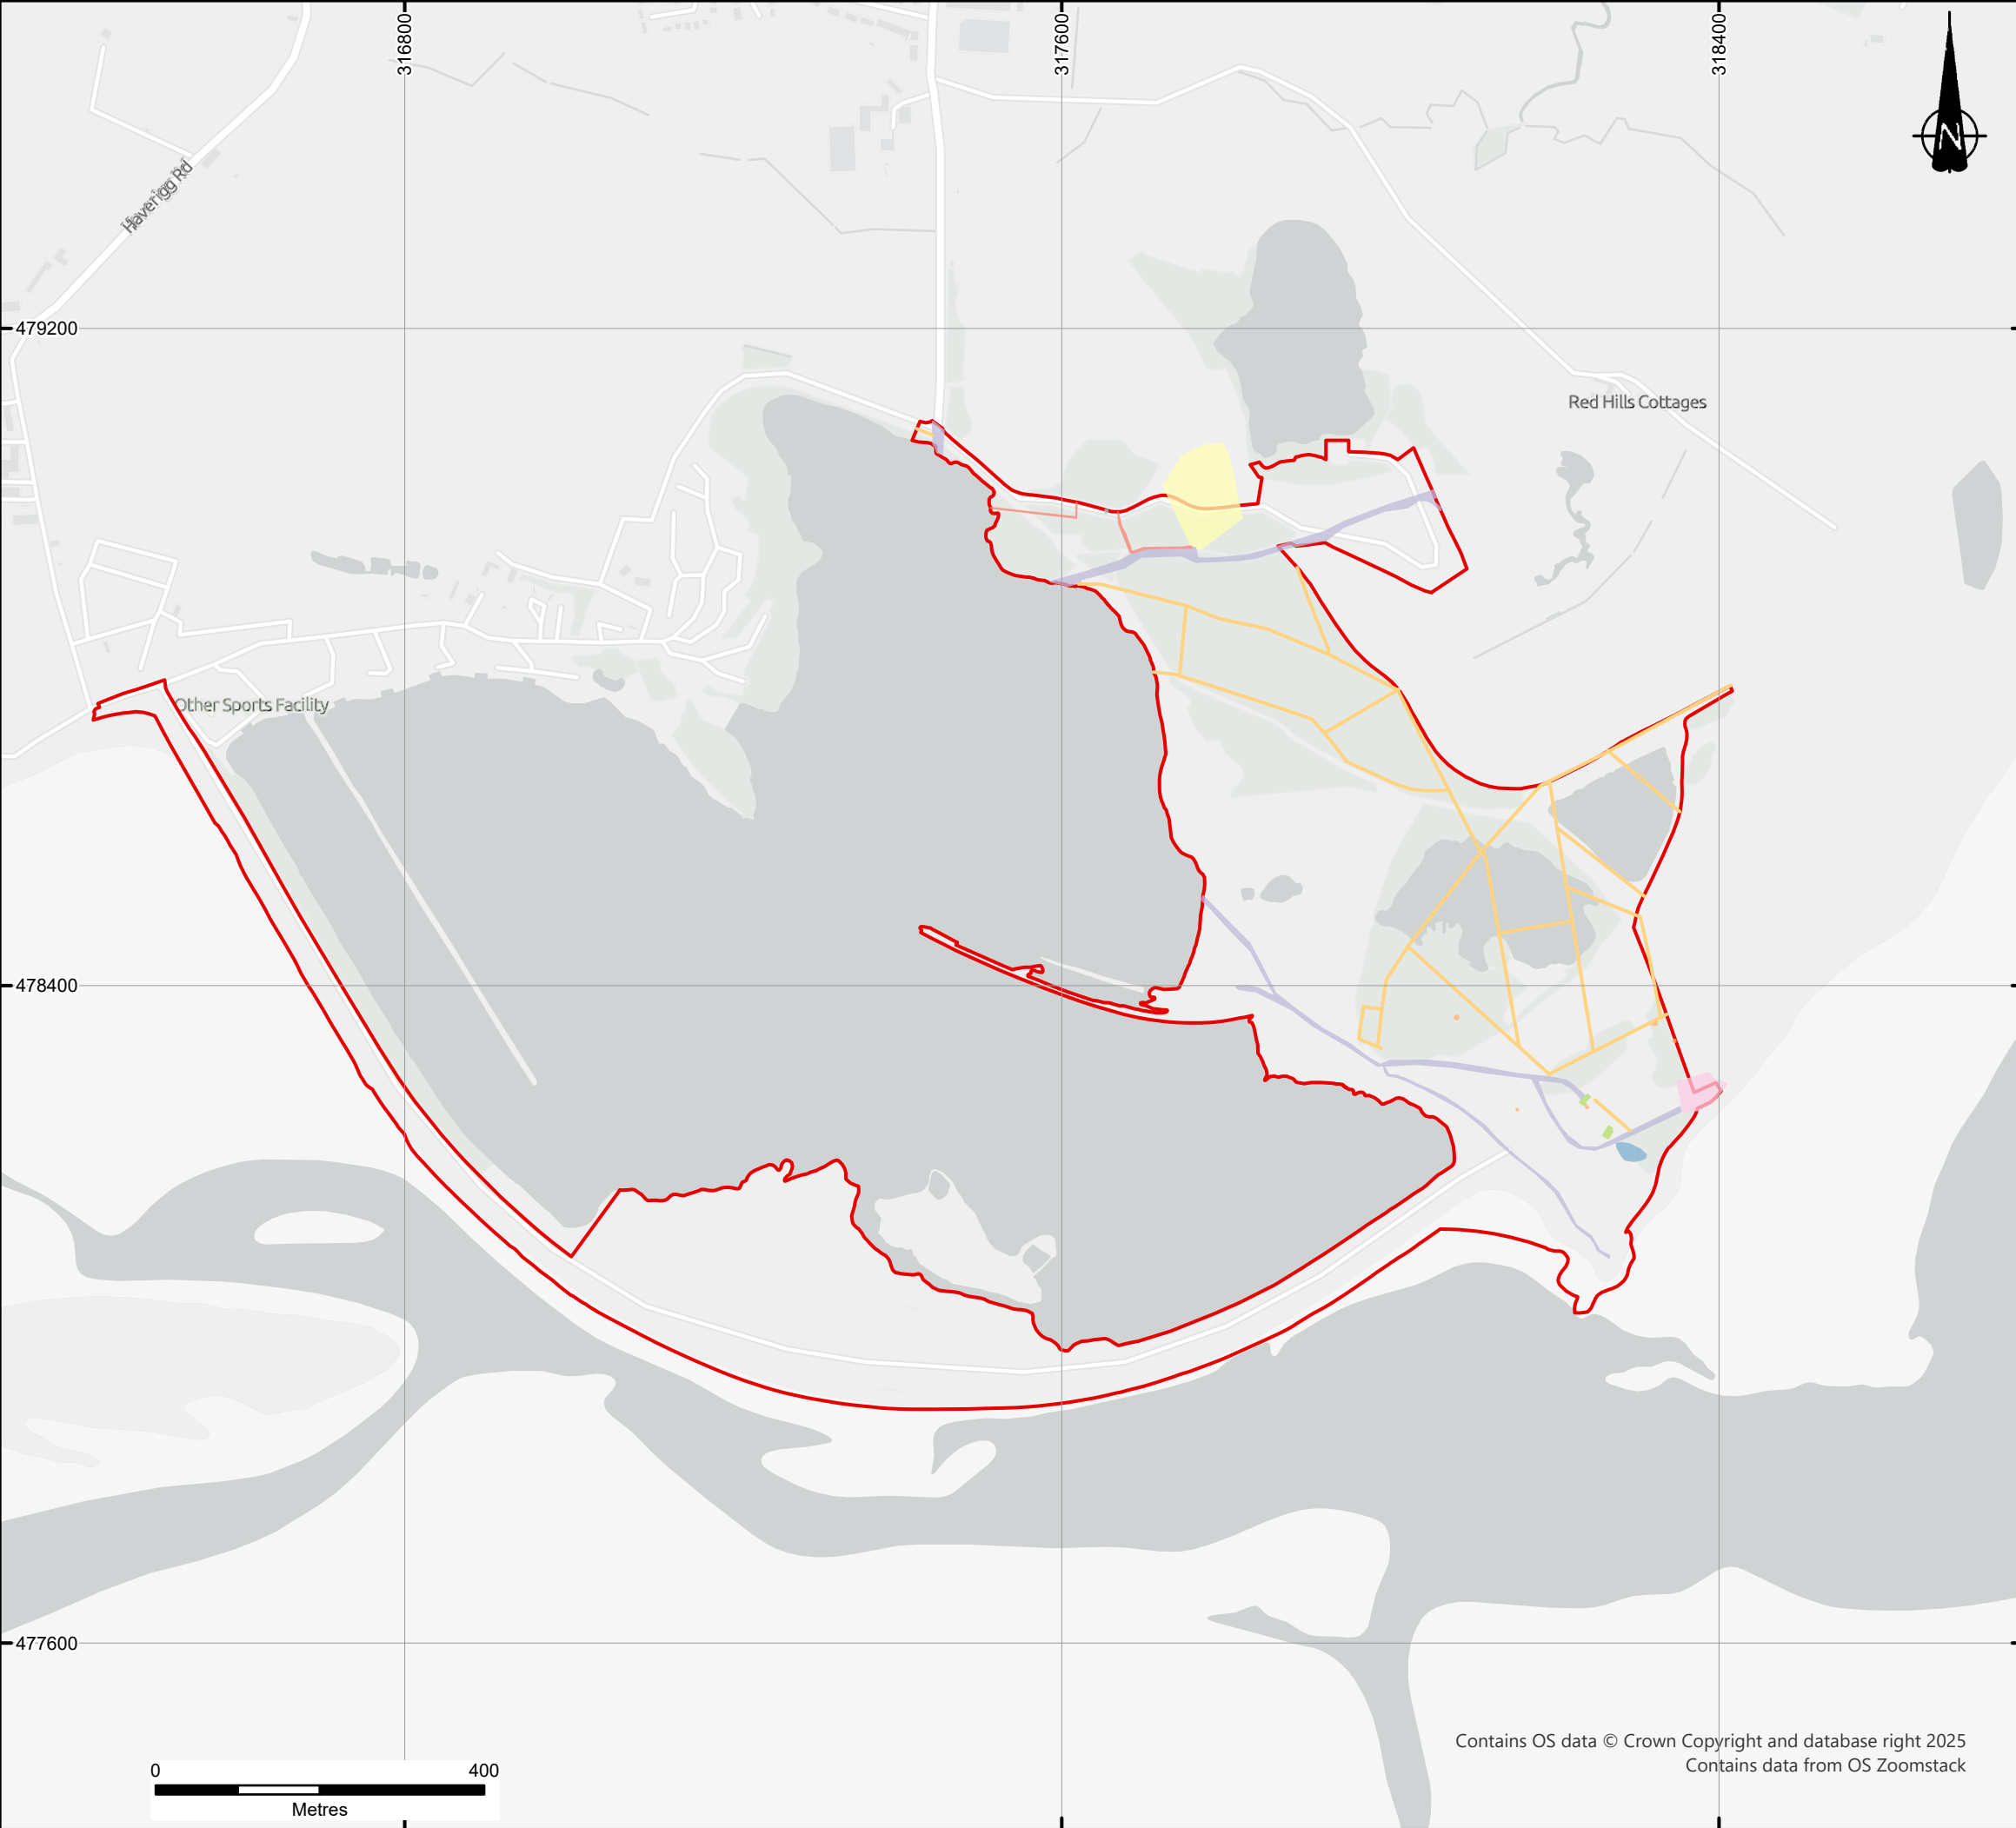 316800
317600
318400
N
Haverigg Rd
479200
Red Hills Cottages
Other Sports Facility
478400
477600
Contains OS data © Crown Copyright and database right 2025
Contains data from OS Zoomstack
0 400
Metres